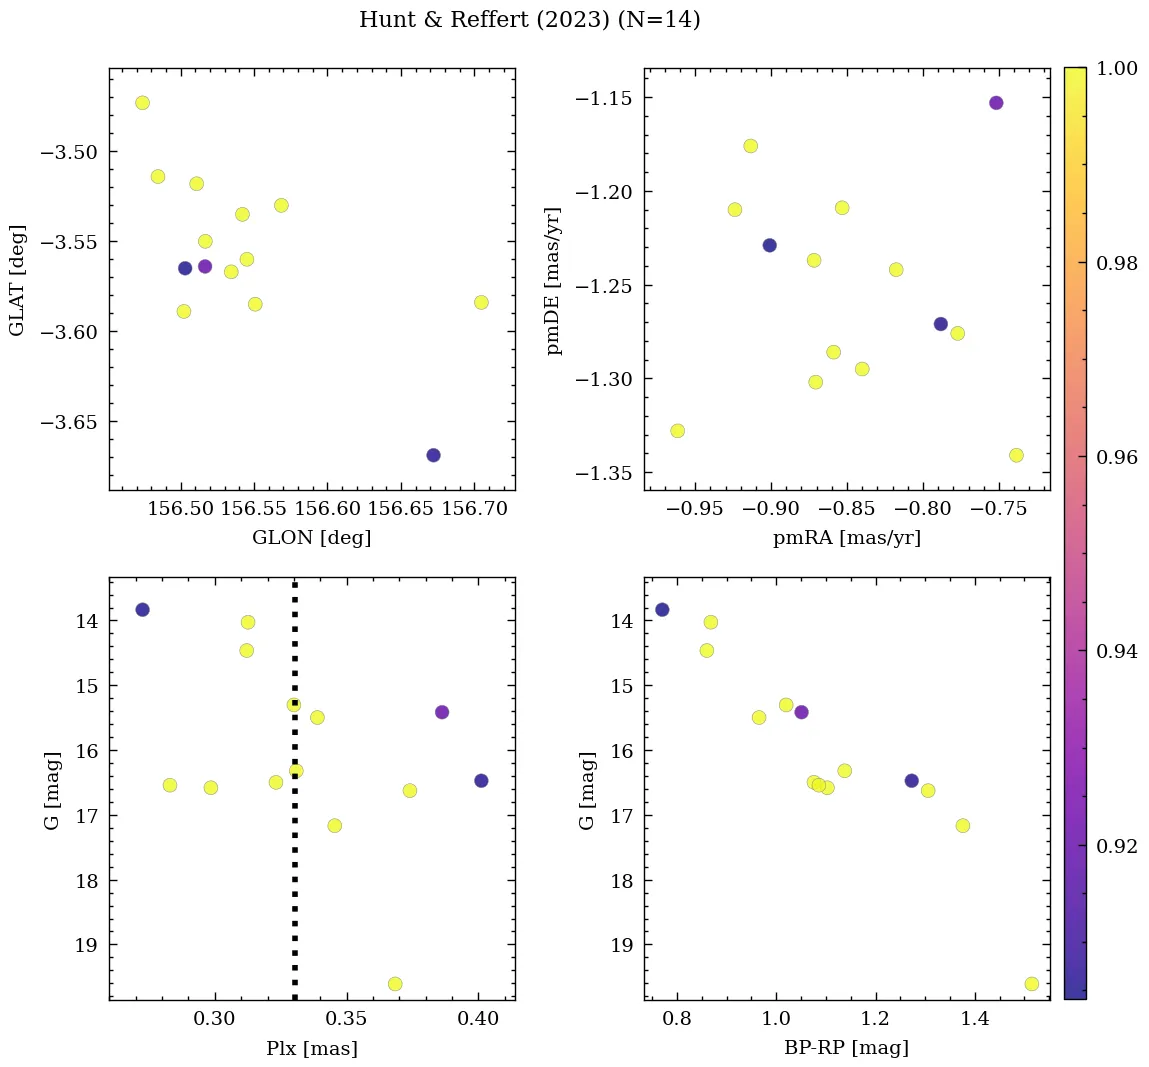 Hunt & Reffert (2023) (N=14)
−3.50
−3.55
−3.60
−3.65
GLAT [deg]
156.50 156.55 156.60 156.65 156.70
GLON [deg]
−1.15
−1.20
−1.25
−1.30
−1.35
pmDE [mas/yr]
−0.95 −0.90 −0.85 −0.80 −0.75
pmRA [mas/yr]
14
15
16
17
18
19
G [mag]
0.30 0.35 0.40
Plx [mas]
14
15
16
17
18
19
G [mag]
0.8 1.0 1.2 1.4
BP-RP [mag]
1.00
0.98
0.96
0.94
0.92